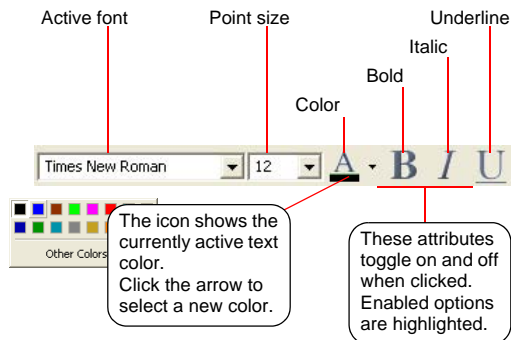 Active font
Point size
Underline
Italic
Bold
Color
Times New Roman
12
A
B
I
U
Other Colors
The icon shows the
currently active text
color.
Click the arrow to
select a new color.
These attributes
toggle on and off
when clicked.
Enabled options
are highlighted.